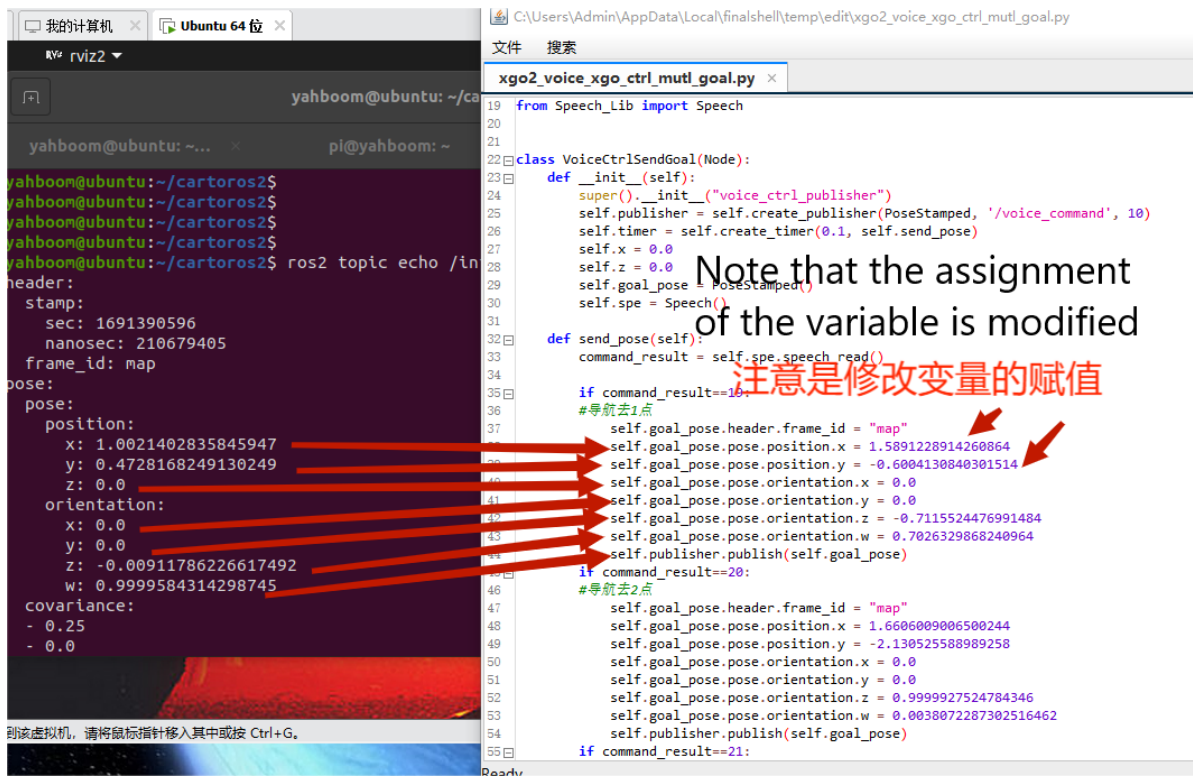 我的计算机
Ubuntu 64 位
rviz2
yahboom@ubuntu: ~/ca
yahboom@ubuntu: ~...
pi@yahboom: ~
yahboom@ubuntu:~/cartoros2$
yahboom@ubuntu:~/cartoros2$
yahboom@ubuntu:~/cartoros2$
yahboom@ubuntu:~/cartoros2$
yahboom@ubuntu:~/cartoros2$ ros2 topic echo /in
header:
stamp:
sec: 1691390596
nanosec: 210679405
frame_id: map
pose:
pose:
position:
x: 1.0021402835845947
y: 0.4728168249130249
z: 0.0
orientation:
x: 0.0
y: 0.0
z: -0.00911786226617492
w: 0.9999584314298745
covariance:
- 0.25
- 0.0
到该虚拟机，请将鼠标指针移入其中或按 Ctrl+G。
C:\Users\Admin\AppData\Local\finalshell\temp\edit\xgo2_voice_xgo_ctrl_mutl_goal.py
文件 搜索
xgo2_voice_xgo_ctrl_mutl_goal.py
19 from Speech_Lib import Speech
20
21
22 class VoiceCtrlSendGoal(Node):
23 def __init__(self):
24 super().__init__("voice_ctrl_publisher")
25 self.publisher = self.create_publisher(PoseStamped, '/voice_command', 10)
26 self.timer = self.create_timer(0.1, self.send_pose)
27 self.x = 0.0
28 self.z = 0.0
29 self.goal_pose = PoseStamped()
30 self.spe = Speech()
31
32 def send_pose(self):
33 command_result = self.spe.speech_read()
34
35 if command_result==19:
36 #导航去1点
37 self.goal_pose.header.frame_id = "map"
self.goal_pose.pose.position.x = 1.5891228914260864
39 self.goal_pose.pose.position.y = -0.6004130840301514
40 self.goal_pose.pose.orientation.x = 0.0
41 self.goal_pose.pose.orientation.y = 0.0
42 self.goal_pose.pose.orientation.z = -0.7115524476991484
43 self.goal_pose.pose.orientation.w = 0.7026329868240964
44 self.publisher.publish(self.goal_pose)
45 if command_result==20:
46 #导航去2点
47 self.goal_pose.header.frame_id = "map"
48 self.goal_pose.pose.position.x = 1.6606009006500244
49 self.goal_pose.pose.position.y = -2.130525588989258
50 self.goal_pose.pose.orientation.x = 0.0
51 self.goal_pose.pose.orientation.y = 0.0
52 self.goal_pose.pose.orientation.z = 0.9999927524784346
53 self.goal_pose.pose.orientation.w = 0.0038072287302516462
54 self.publisher.publish(self.goal_pose)
55 if command_result==21:
Ready
Note that the assignment
of the variable is modified
注意是修改变量的赋值